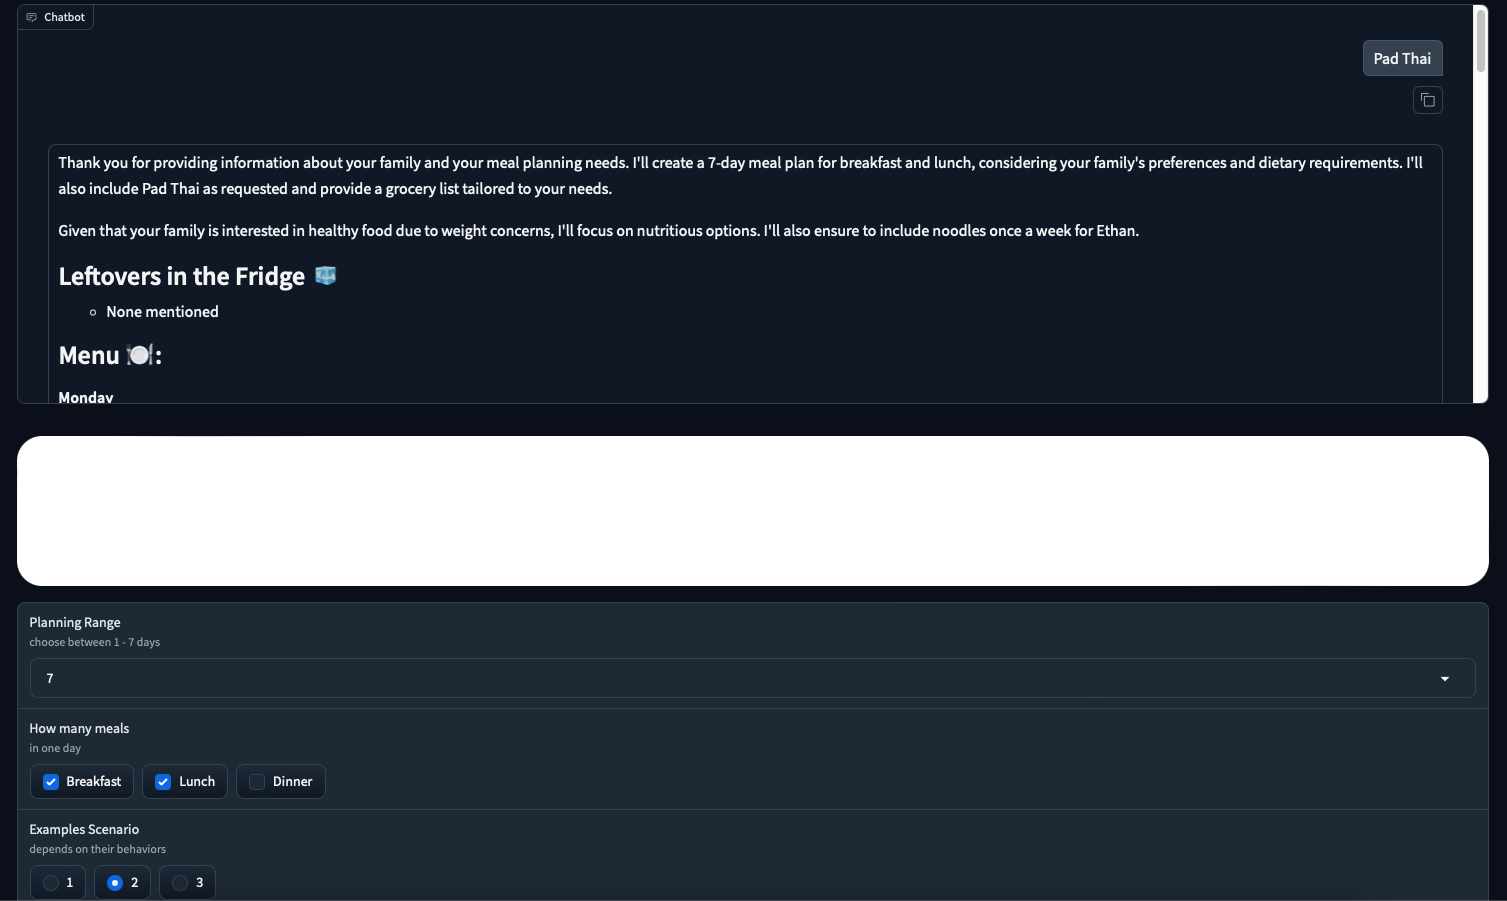 Chatbot
Pad Thai
Thank you for providing information about your family and your meal planning needs. I'll create a 7-day meal plan for breakfast and lunch, considering your family's preferences and dietary requirements. I'll
also include Pad Thai as requested and provide a grocery list tailored to your needs.
Given that your family is interested in healthy food due to weight concerns, I'll focus on nutritious options. I'll also ensure to include noodles once a week for Ethan.
Leftovers in the Fridge
None mentioned
Menu 🍽️:
Monday
Planning Range
choose between 1 - 7 days
7
How many meals
in one day
Breakfast Lunch Dinner
Examples Scenario
depends on their behaviors
1 2 3